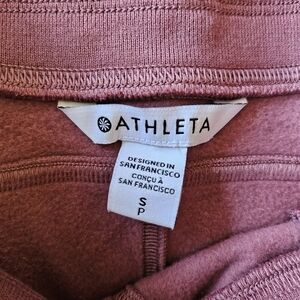 ATHLETA
DESIGNED IN
SAN FRANCISCO
CONÇU À
SAN FRANCISCO
S
P